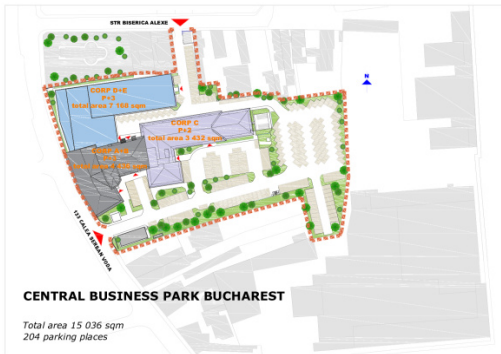 STR BISERICA ALEXE
N
CORP D+E
P+3
total area 7 168 sqm
CORP C
P+2
total area 3 432 sqm
133 CALEA SERBAN VODA
CENTRAL BUSINESS PARK BUCHAREST
Total area 15 036 sqm
204 parking places